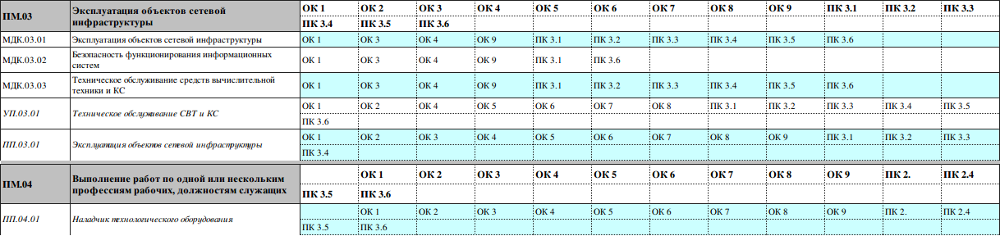 ПМ.03 Эксплуатация объектов сетевой инфраструктуры ОК 1 ОК 2 ОК 3 ОК 4 ОК 5 ОК 6 ОК 7 ОК 8 ОК 9 ПК 3.1 ПК 3.2 ПК 3.3
ПК 3.4 ПК 3.5 ПК 3.6
МДК.03.01 Эксплуатация объектов сетевой инфраструктуры ОК 1 ОК 3 ОК 4 ОК 9 ПК 3.1 ПК 3.2 ПК 3.3 ПК 3.4 ПК 3.5 ПК 3.6
МДК.03.02 Безопасность функционирования информационных систем ОК 1 ОК 3 ОК 4 ОК 9 ПК 3.1 ПК 3.6
МДК.03.03 Техническое обслуживание средств вычислительной техники и КС ОК 1 ОК 3 ОК 4 ОК 9 ПК 3.1 ПК 3.2 ПК 3.3 ПК 3.4 ПК 3.5 ПК 3.6
УП.03.01 Техническое обслуживание СВТ и КС ОК 1 ОК 2 ОК 4 ОК 5 ОК 6 ОК 7 ОК 8 ПК 3.1 ПК 3.2 ПК 3.3 ПК 3.4 ПК 3.5
ПК 3.6
ПП.03.01 Эксплуатация объектов сетевой инфраструктуры ОК 1 ОК 2 ОК 3 ОК 4 ОК 5 ОК 6 ОК 7 ОК 8 ОК 9 ПК 3.1 ПК 3.2 ПК 3.3
ПК 3.4
ПМ.04 Выполнение работ по одной или нескольким профессиям рабочих, должностям служащих ОК 1 ОК 2 ОК 3 ОК 4 ОК 5 ОК 6 ОК 7 ОК 8 ОК 9 ПК 2. ПК 2.4
ПК 3.5 ПК 3.6
ПП.04.01 Наладчик технологического оборудования ОК 1 ОК 2 ОК 3 ОК 4 ОК 5 ОК 6 ОК 7 ОК 8 ОК 9 ПК 2. ПК 2.4
ПК 3.5 ПК 3.6